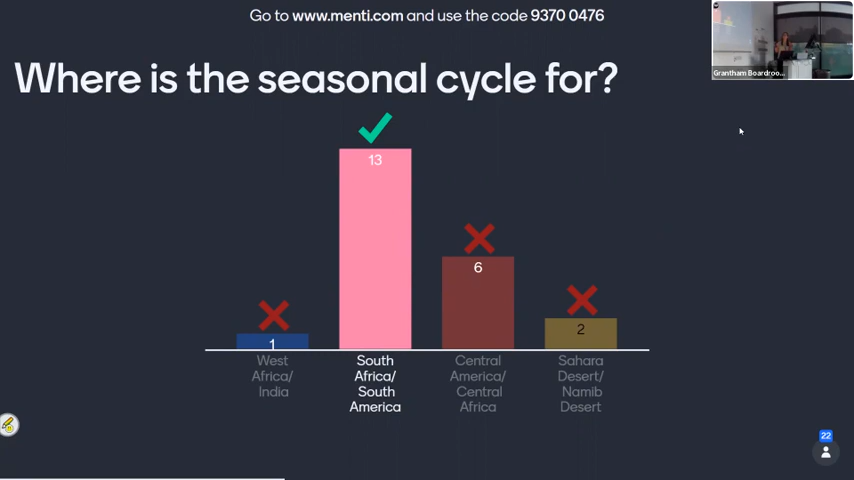 Go to www.menti.com and use the code 9370 0476
Grantham Boardroo...
Where is the seasonal cycle for?
13
6
2
1
West
Africa/
India
South
Africa/
South
America
Central
America/
Central
Africa
Sahara
Desert/
Namib
Desert
22